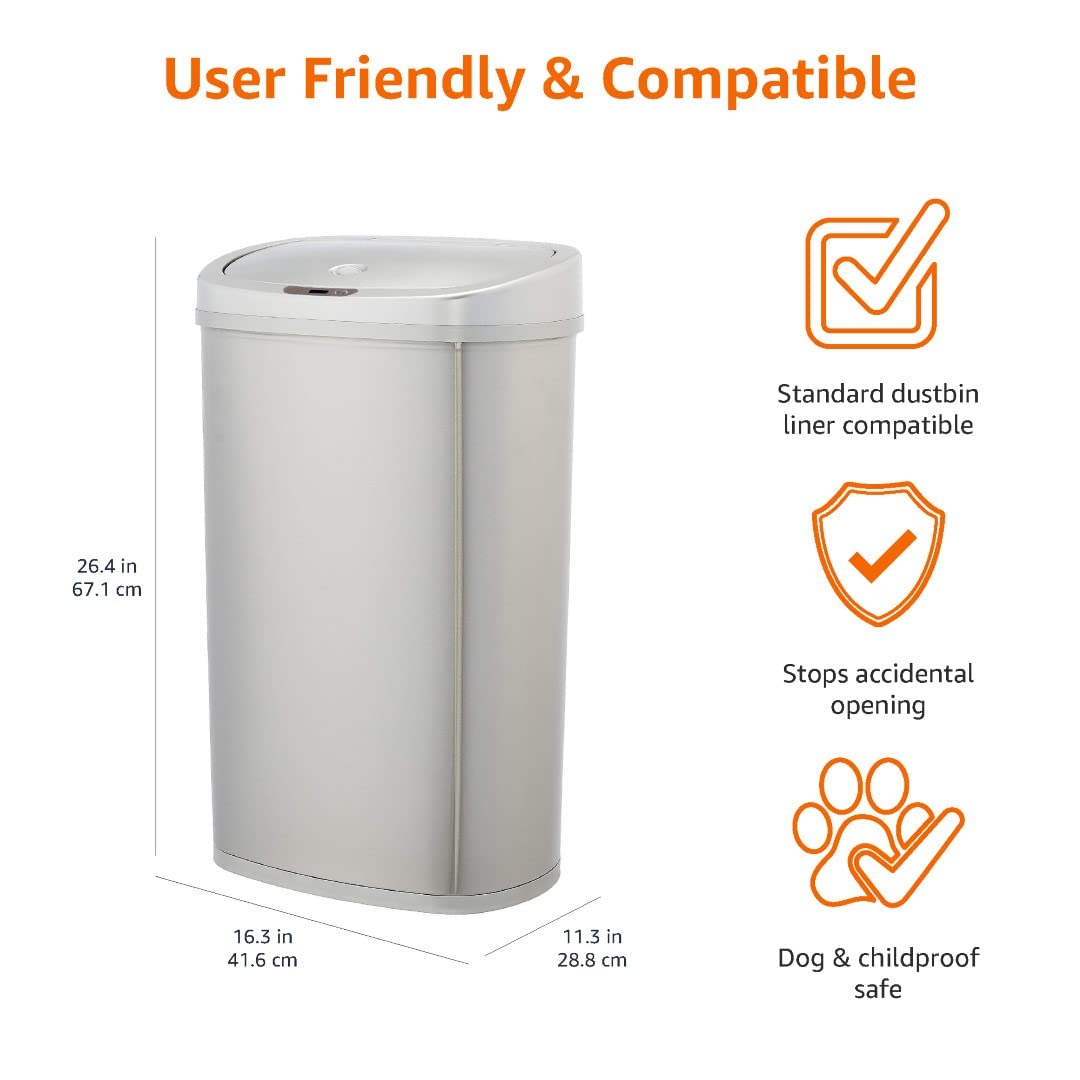 User Friendly & Compatible
Standard dustbin
liner compatible
26.4 in
67.1 cm
Stops accidental
opening
16.3 in
41.6 cm
11.3 in
28.8 cm
Dog & childproof
safe